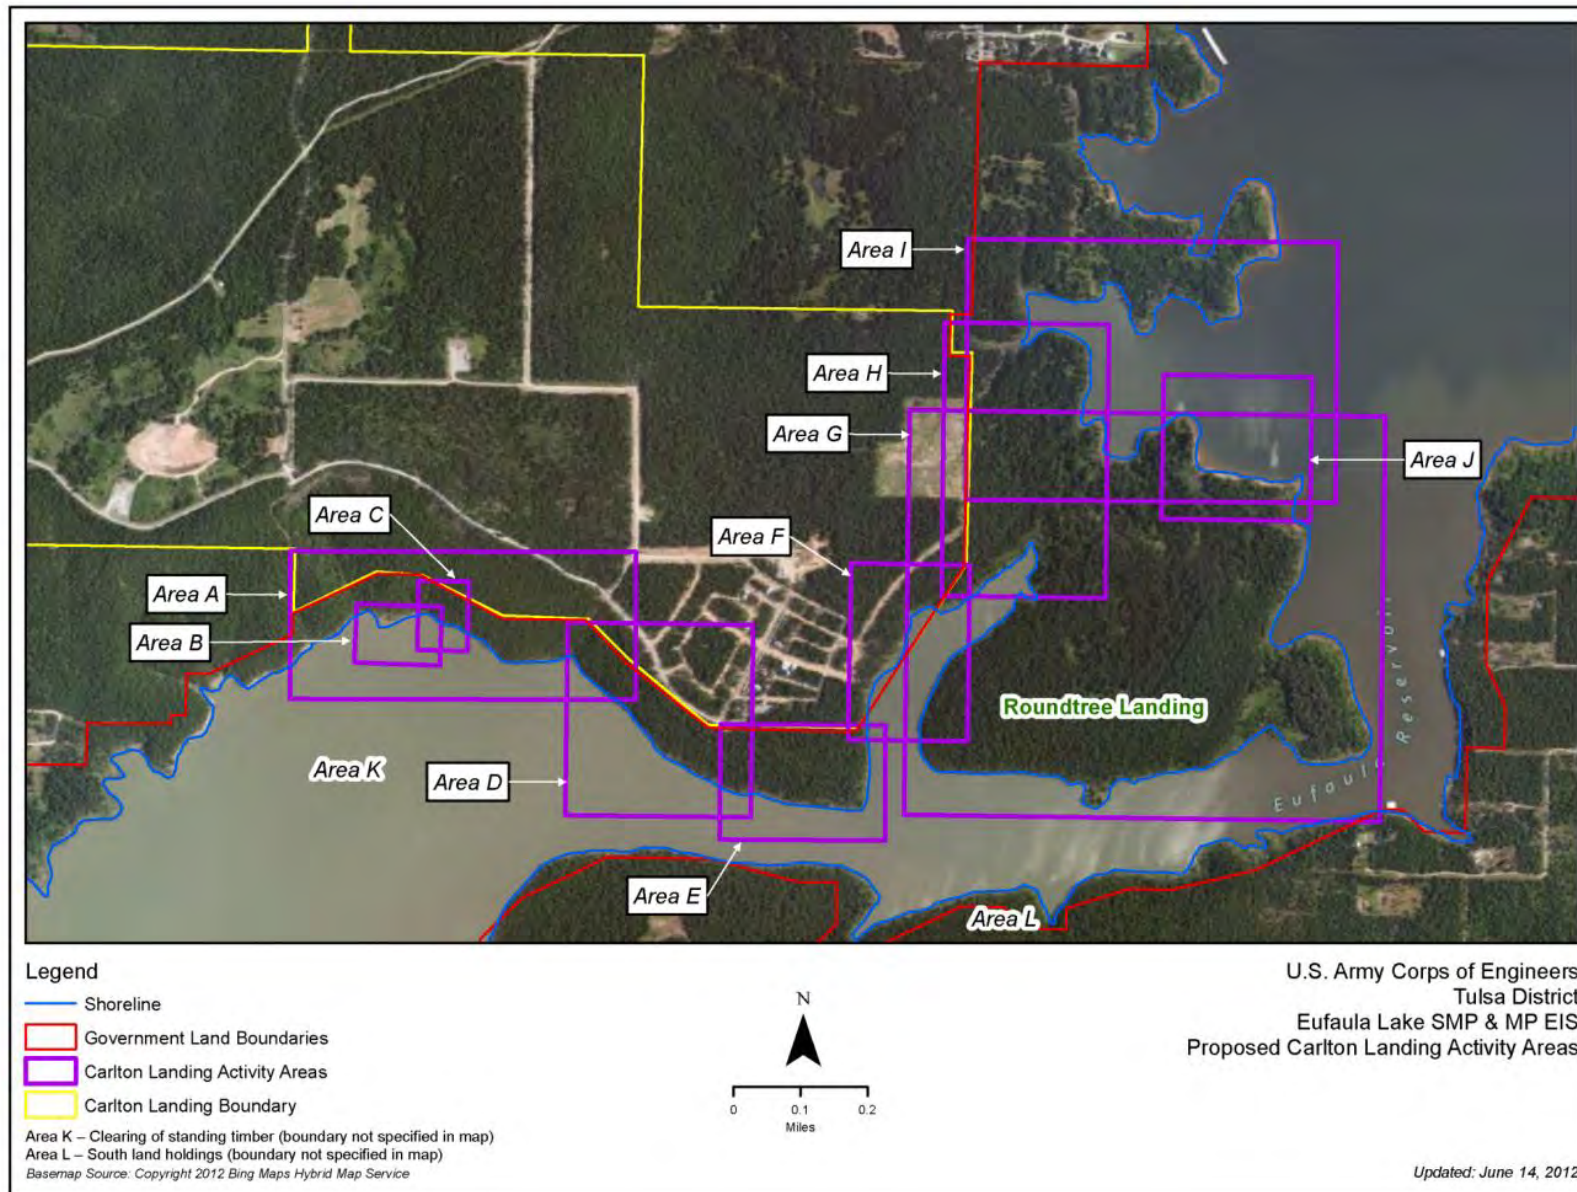 Area I
Area H
Area G
Area J
Area C
Area F
Area A
Area B
Roundtree Landing
Area K
Area D
Eufaula Reservoir
Area E
Area L
Legend
Shoreline
Government Land Boundaries
Carlton Landing Activity Areas
Carlton Landing Boundary
Area K – Clearing of standing timber (boundary not specified in map)
Area L – South land holdings (boundary not specified in map)
Basemap Source: Copyright 2012 Bing Maps Hybrid Map Service
N
0 0.1 0.2
Miles
U.S. Army Corps of Engineers
Tulsa District
Eufaula Lake SMP & MP EIS
Proposed Carlton Landing Activity Areas
Updated: June 14, 2012